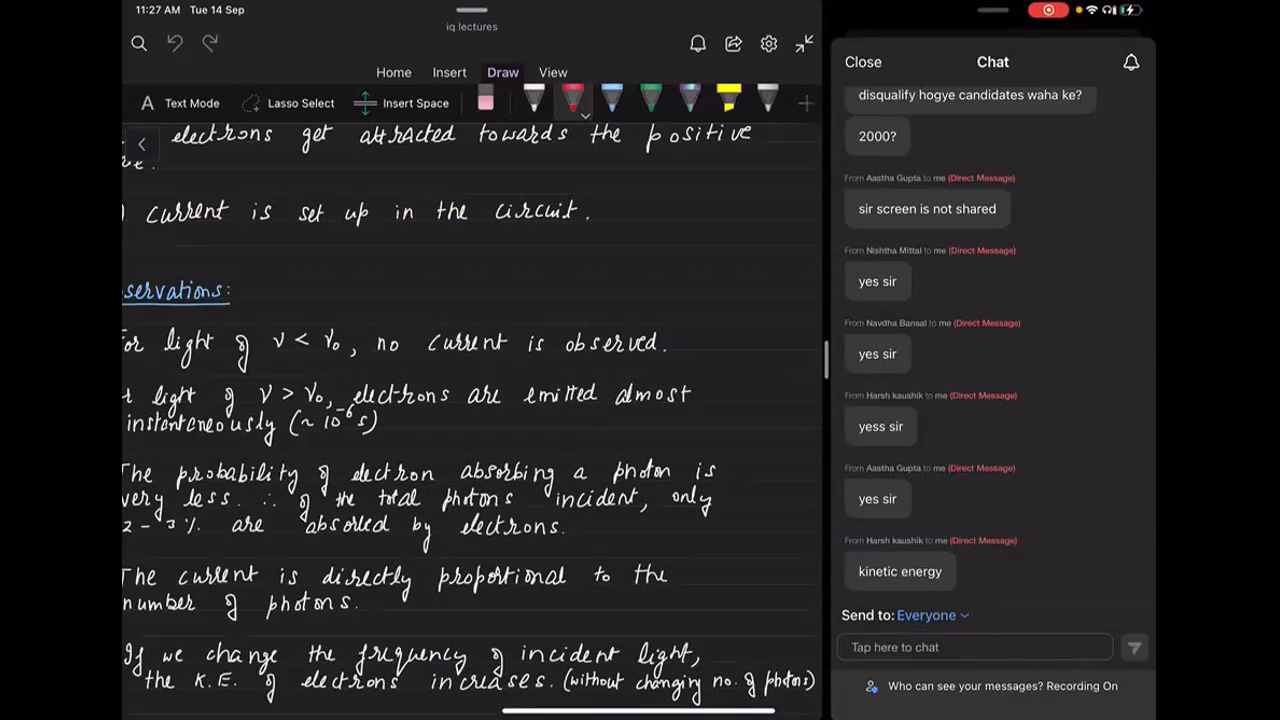 11:27 AM Tue 14 Sep
iq lectures
Home Insert Draw View
A Text Mode Lasso Select Insert Space
electrons get attracted towards the positive
) current is set up in the circuit.
servations:
For light of ν < ν₀, no current is observed.
r light of ν > ν₀, electrons are emitted almost
instanteneously (~ 10⁻⁶ s)
The probability of electron absorbing a photon is
very less. ∴ of the total photons incident, only
2 - 3 % are absorbed by electrons.
The current is directly proportional to the
number of photons.
If we change the frequency of incident light,
the K.E. of electrons increases. (without changing no. of photons)
Close Chat
disqualify hogye candidates waha ke?
2000?
From Aastha Gupta to me (Direct Message)
sir screen is not shared
From Nishtha Mittal to me (Direct Message)
yes sir
From Navdha Bansal to me (Direct Message)
yes sir
From Harsh kaushik to me (Direct Message)
yess sir
From Aastha Gupta to me (Direct Message)
yes sir
From Harsh kaushik to me (Direct Message)
kinetic energy
Send to: Everyone
Tap here to chat
Who can see your messages? Recording On